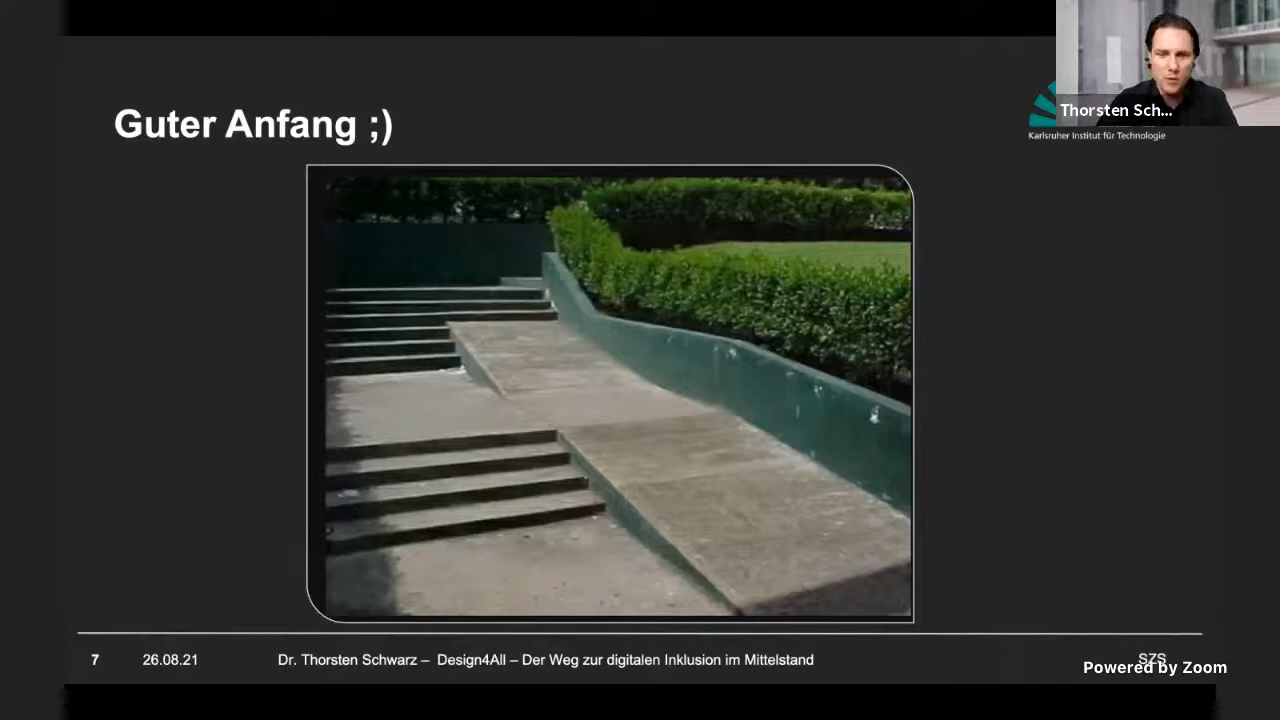 Guter Anfang ;)
Thorsten Sch...
Karlsruher Institut für Technologie
7
26.08.21
Dr. Thorsten Schwarz – Design4All – Der Weg zur digitalen Inklusion im Mittelstand
SZS
Powered by Zoom